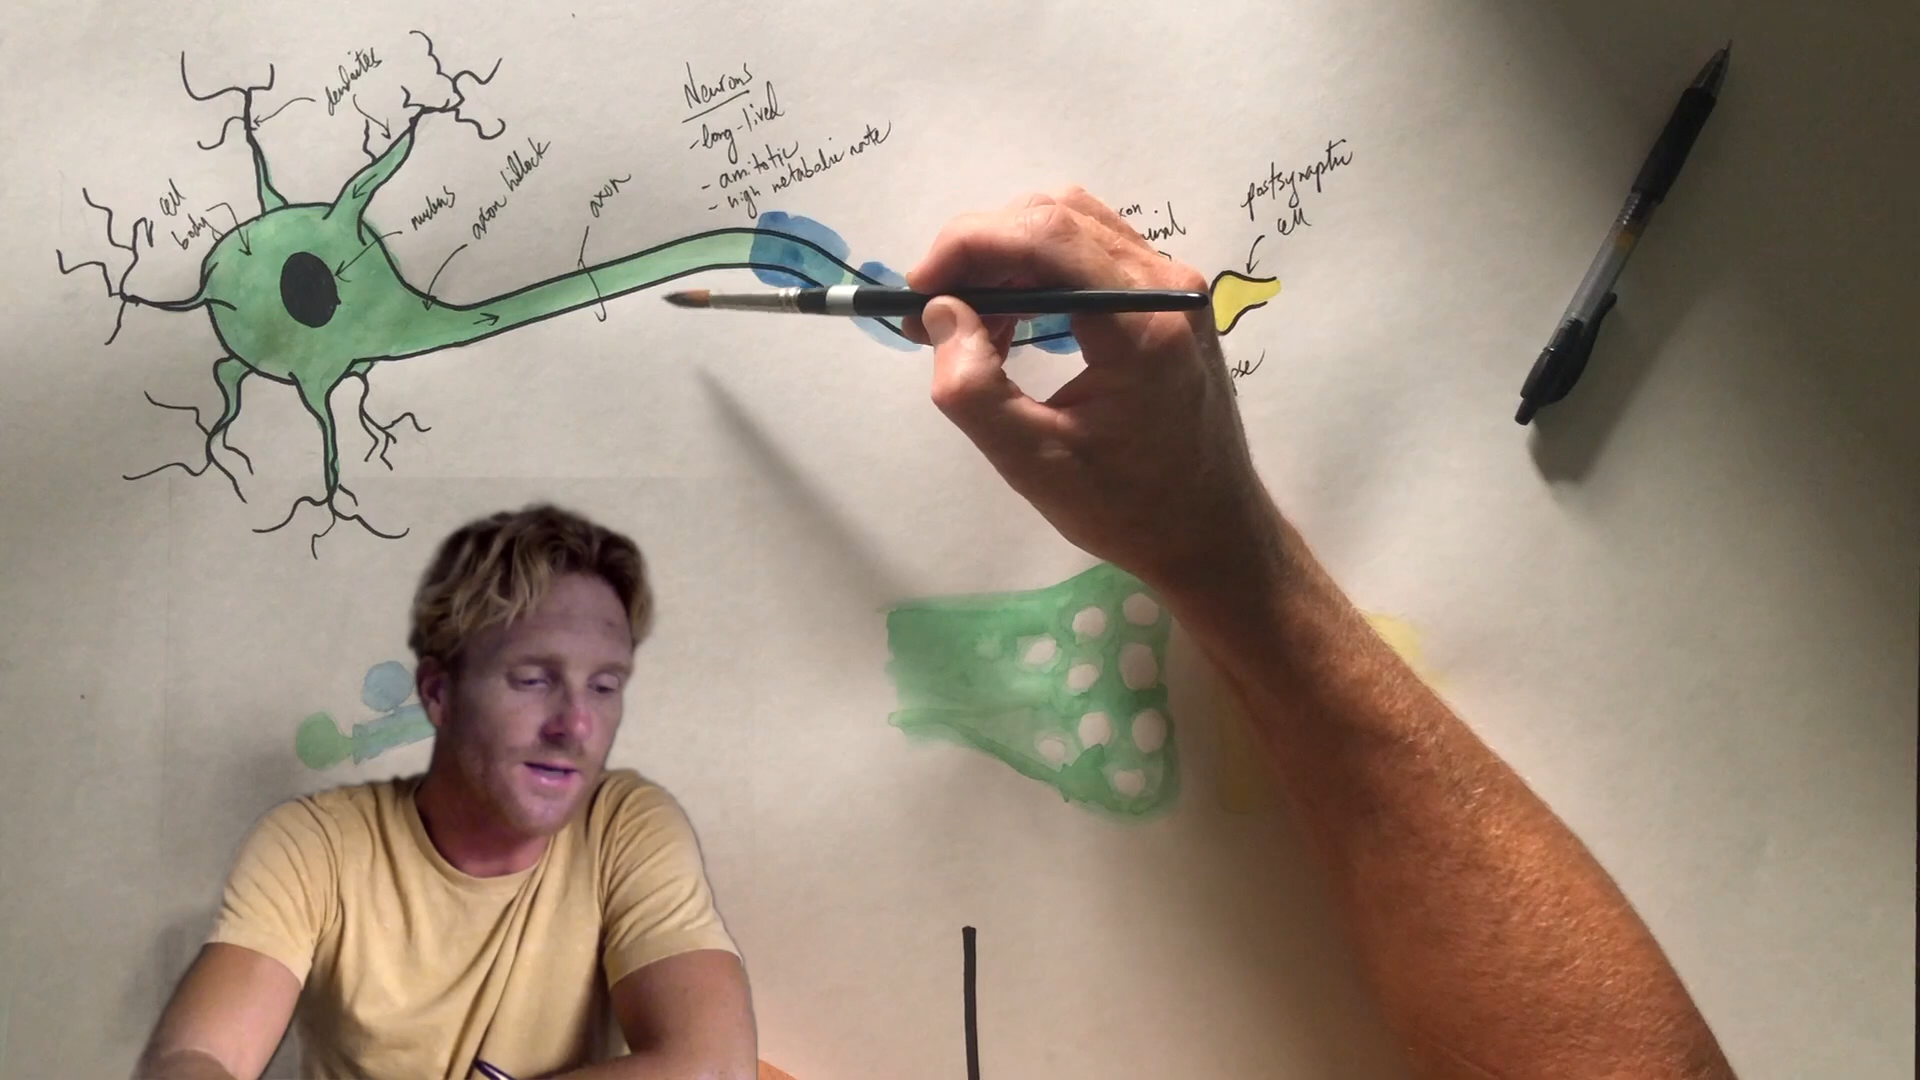 dendrites
Neurons
- long-lived
- amitotic
- high metabolic rate
cell
body
nucleus
axon hillock
axon
postsynaptic
cell